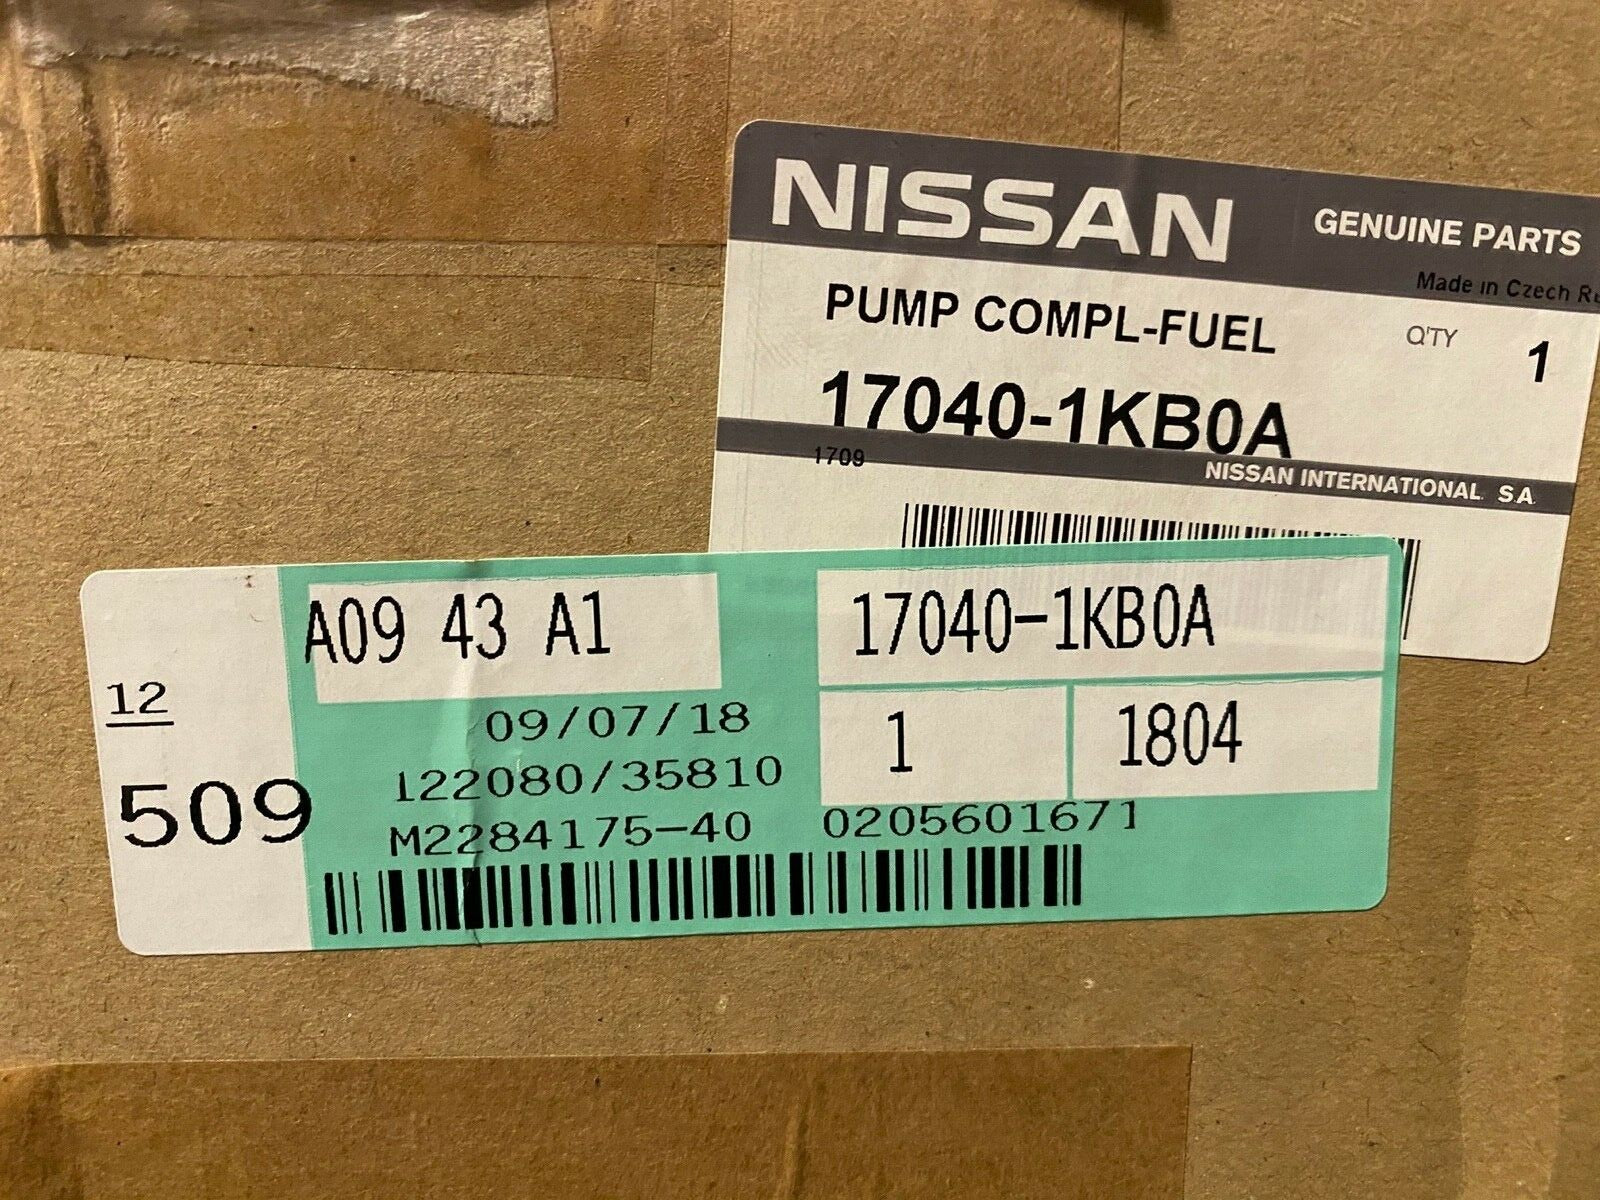 NISSAN GENUINE PARTS
Made in Czech
PUMP COMPL-FUEL Q'TY 1
17040-1KB0A
1709
NISSAN INTERNATIONAL S.A.
A09 43 A1
17040-1KB0A
12
09/07/18
1
1804
122080/35810
509
M2284175-40
0205601671